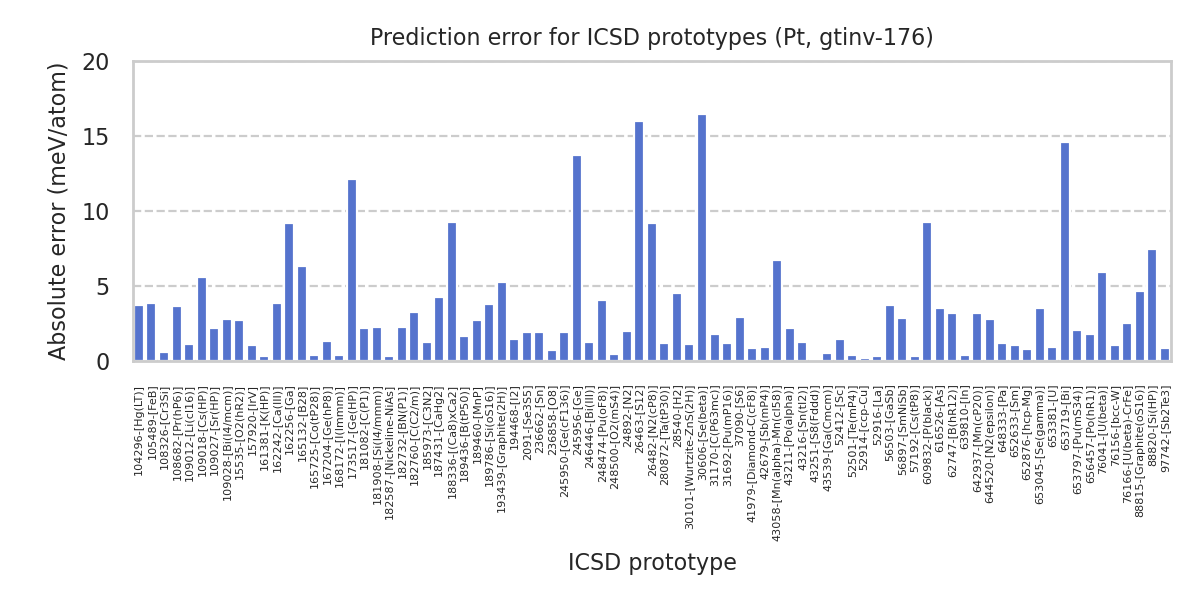 Prediction error for ICSD prototypes (Pt, gtinv-176)
Absolute error (meV/atom)
20
15
10
5
0
104296-[Hg(LT)]
105489-[FeB]
108326-[Cr3Si]
108682-[Pr(hP6)]
109012-[Li(cI16)]
109018-[Cs(HP)]
109027-[Sr(HP)]
109028-[Bi(I4/mcm)]
15535-[O2(hR2)]
157920-[IrV]
161381-[K(HP)]
162242-[Ca(III)]
162256-[Ga]
165132-[B28]
165725-[Co(tP28)]
167204-[Ge(hP8)]
168172-[I(Immm)]
173517-[Ge(HP)]
181082-[C(P1)]
181908-[Si(I4/mmm)]
182587-[Nickeline-NiAs]
182732-[BN(P1)]
182760-[C(C2/m)]
185973-[C3N2]
187431-[CaHg2]
188336-[(Ca8)xCa2]
189436-[B(tP50)]
189460-[MnP]
189786-[Si(oS16)]
193439-[Graphite(2H)]
194468-[I2]
2091-[Se3S5]
236662-[Sn]
236858-[O8]
245950-[Ge(cF136)]
245956-[Ge]
246446-[Bi(III)]
248474-[Pu(oF8)]
248500-[O2(mS4)]
24892-[N2]
26463-[S12]
26482-[N2(cP8)]
280872-[Ta(tP30)]
28540-[H2]
30101-[Wurtzite-ZnS(2H)]
30606-[Se(beta)]
31170-[C(P63mc)]
31692-[Pu(mP16)]
37090-[S6]
41979-[Diamond-C(cF8)]
42679-[Sb(mP4)]
43058-[Mn(alpha)-Mn(cI58)]
43211-[Po(alpha)]
43216-[Sn(tI2)]
43251-[S8(Fddd)]
43539-[Ga(Cmcm)]
52412-[Sc]
52501-[Te(mP4)]
52914-[ccp-Cu]
52916-[La]
56503-[GaSb]
56897-[SmNiSb]
57192-[Cs(tP8)]
609832-[P(black)]
616526-[As]
62747-[B(hR12)]
639810-[In]
642937-[Mn(cP20)]
644520-[N2(epsilon)]
648333-[Pa]
652633-[Sm]
652876-[hcp-Mg]
653045-[Se(gamma)]
653381-[U]
653719-[Bi]
653797-[Pu(mS34)]
656457-[Po(hR1)]
76041-[U(beta)]
76156-[bcc-W]
76166-[U(beta)-CrFe]
88815-[Graphite(oS16)]
88820-[Si(HP)]
97742-[Sb2Te3]
ICSD prototype